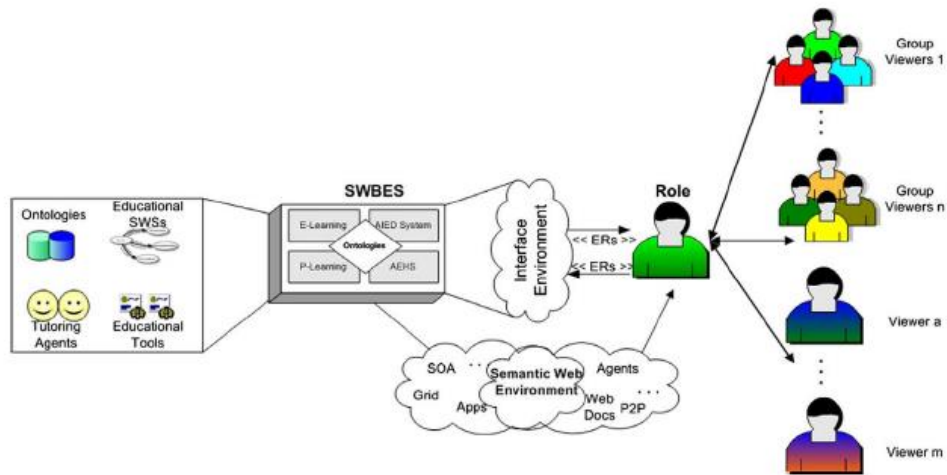 Group
Viewers 1
SWBES
Role
Ontologies
Educational
SWSs
E-Learning
AIED System
Ontologies
P-Learning
AEHS
Interface
Environment
<< ERs >>
<< ERs >>
Group
Viewers n
Tutoring
Agents
Educational
Tools
Viewer a
SOA
. . .
Semantic Web
Environment
Agents
Grid
Apps
Web
Docs
P2P
. . .
Viewer m